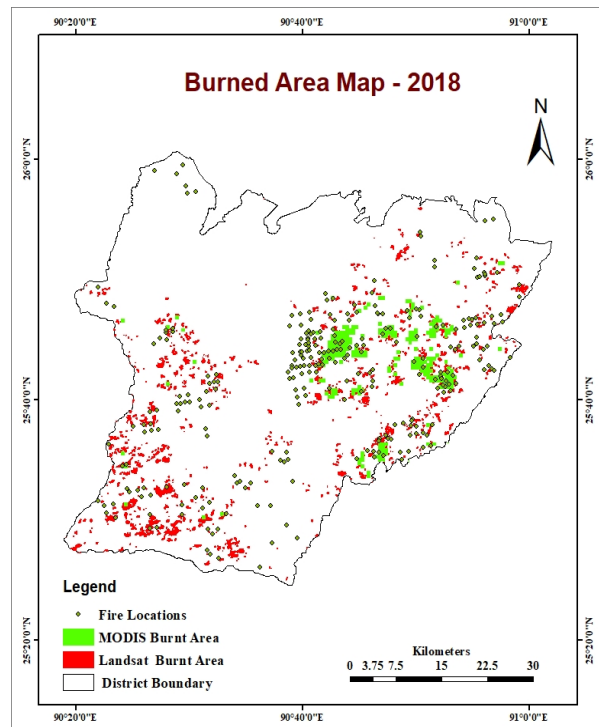 90°20'0"E 90°40'0"E 91°0'0"E
Burned Area Map - 2018
N
26°0'0"N
26°0'0"N
25°40'0"N
25°40'0"N
25°20'0"N
25°20'0"N
Legend
Fire Locations
MODIS Burnt Area
Landsat Burnt Area
District Boundary
Kilometers
0 3.75 7.5 15 22.5 30
90°20'0"E 90°40'0"E 91°0'0"E